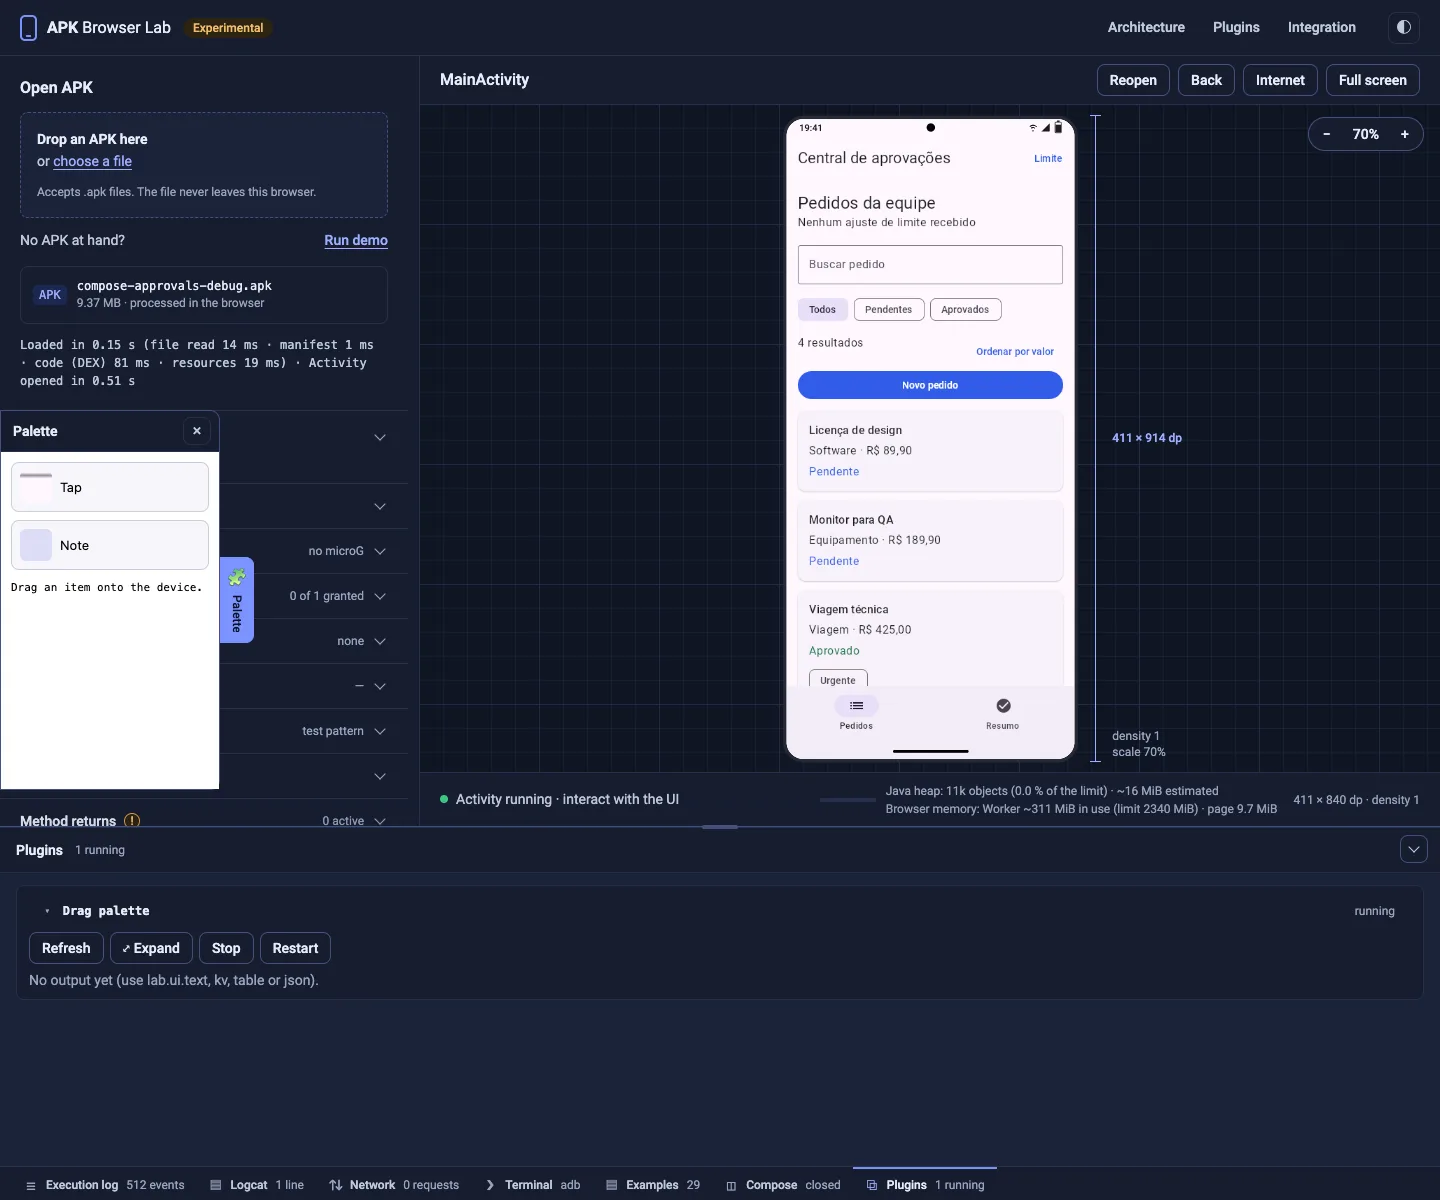 APK Browser Lab Experimental
Architecture Plugins Integration
Open APK
Drop an APK here
or choose a file
Accepts .apk files. The file never leaves this browser.
No APK at hand? Run demo
APK
compose-approvals-debug.apk
9.37 MB · processed in the browser
Loaded in 0.15 s (file read 14 ms · manifest 1 ms
· code (DEX) 81 ms · resources 19 ms) · Activity
opened in 0.51 s
Palette ×
Tap
Note
Drag an item onto the device.
Palette
no microG
0 of 1 granted
none
–
test pattern
Method returns ! 0 active
MainActivity
Reopen Back Internet Full screen
− 70% +
19:41
Central de aprovações Limite
Pedidos da equipe
Nenhum ajuste de limite recebido
Buscar pedido
Todos Pendentes Aprovados
4 resultados
Ordenar por valor
Novo pedido
Licença de design
Software · R$ 89,90
Pendente
Monitor para QA
Equipamento · R$ 189,90
Pendente
Viagem técnica
Viagem · R$ 425,00
Aprovado
Urgente
Pedidos Resumo
411 × 914 dp
density 1
scale 70%
Activity running · interact with the UI
Java heap: 11k objects (0.0 % of the limit) · ~16 MiB estimated
Browser memory: Worker ~311 MiB in use (limit 2340 MiB) · page 9.7 MiB
411 × 840 dp · density 1
Plugins 1 running
Drag palette running
Refresh Expand Stop Restart
No output yet (use lab.ui.text, kv, table or json).
Execution log 512 events Logcat 1 line Network 0 requests Terminal adb Examples 29 Compose closed Plugins 1 running